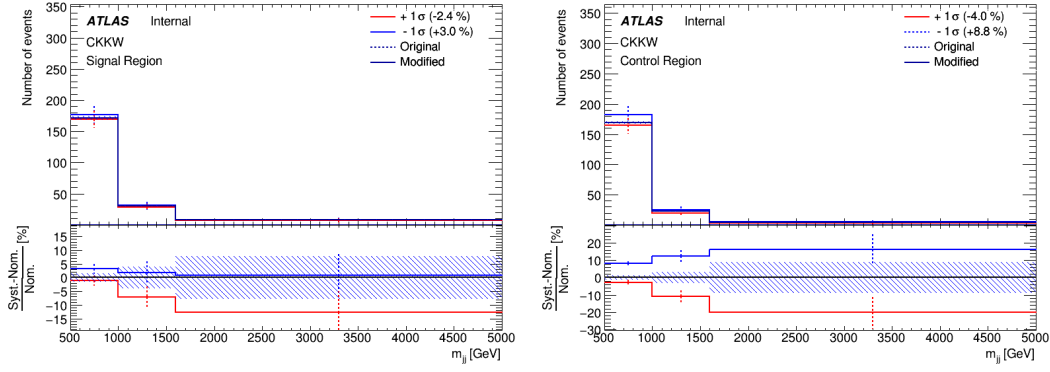 ATLAS Internal
CKKW
Signal Region
+ 1σ (-2.4 %)
- 1σ (+3.0 %)
Original
Modified
Number of events
350
300
250
200
150
100
50
Syst.-Nom.
Nom.
[%]
15
10
5
0
−5
−10
−15
500 1000 1500 2000 2500 3000 3500 4000 4500 5000
m_jj [GeV]
ATLAS Internal
CKKW
Control Region
+ 1σ (-4.0 %)
- 1σ (+8.8 %)
Original
Modified
Number of events
350
300
250
200
150
100
50
Syst.-Nom.
Nom.
[%]
20
10
0
−10
−20
−30
500 1000 1500 2000 2500 3000 3500 4000 4500 5000
m_jj [GeV]